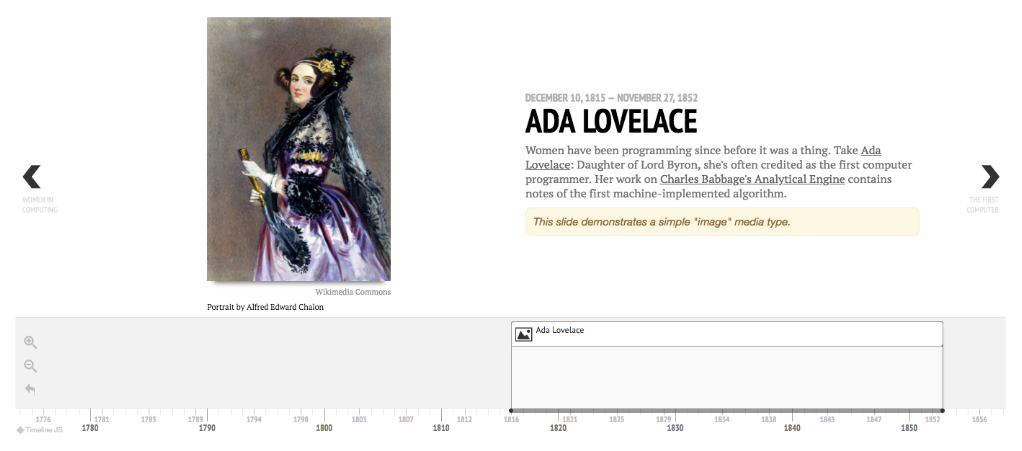 DECEMBER 10, 1815 – NOVEMBER 27, 1852
ADA LOVELACE
Women have been programming since before it was a thing. Take Ada
Lovelace: Daughter of Lord Byron, she's often credited as the first computer
programmer. Her work on Charles Babbage's Analytical Engine contains
notes of the first machine-implemented algorithm.
This slide demonstrates a simple "image" media type.
WOMEN IN
COMPUTING
THE FIRST
COMPUTER
Wikimedia Commons
Portrait by Alfred Edward Chalon
Ada Lovelace
1776 1781 1785 1789 1794 1798 1803 1807 1812 1816 1821 1825 1829 1834 1838 1843 1847 1852 1856
1780 1790 1800 1810 1820 1830 1840 1850
Timeline JS